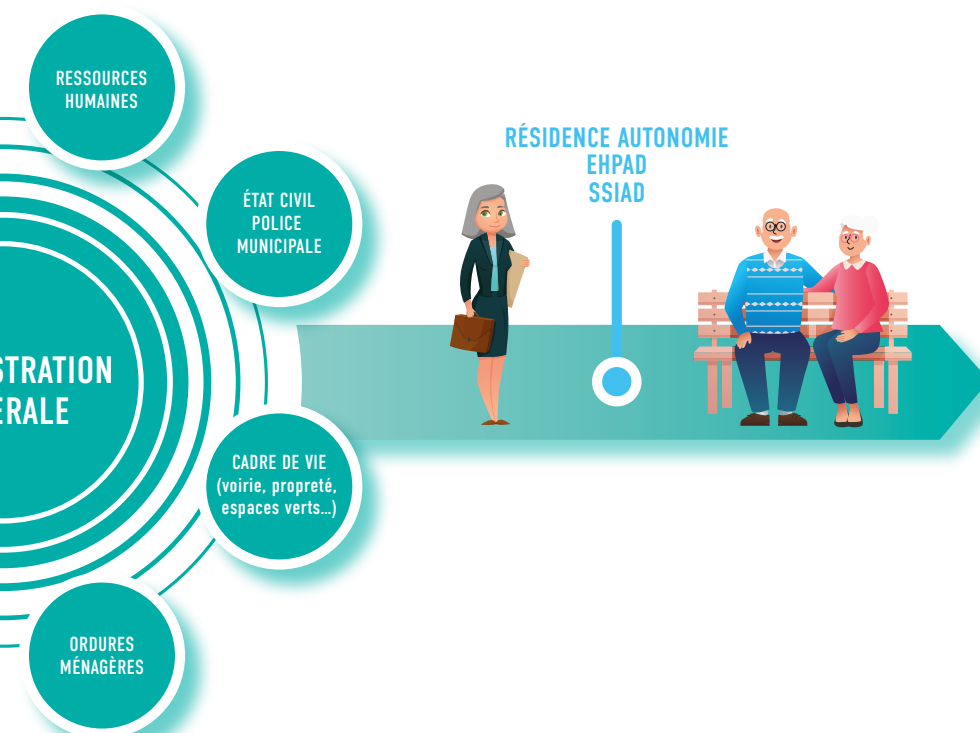 RESSOURCES
HUMAINES
RÉSIDENCE AUTONOMIE
EHPAD
SSIAD
ÉTAT CIVIL
POLICE
MUNICIPALE
STRATION
ERALE
CADRE DE VIE
(voirie, propreté,
espaces verts...)
ORDURES
MÉNAGÈRES